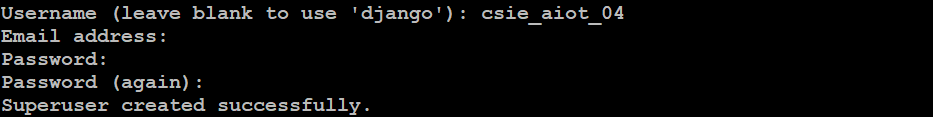 Username (leave blank to use 'django'): csie_aiot_04
Email address:
Password:
Password (again):
Superuser created successfully.